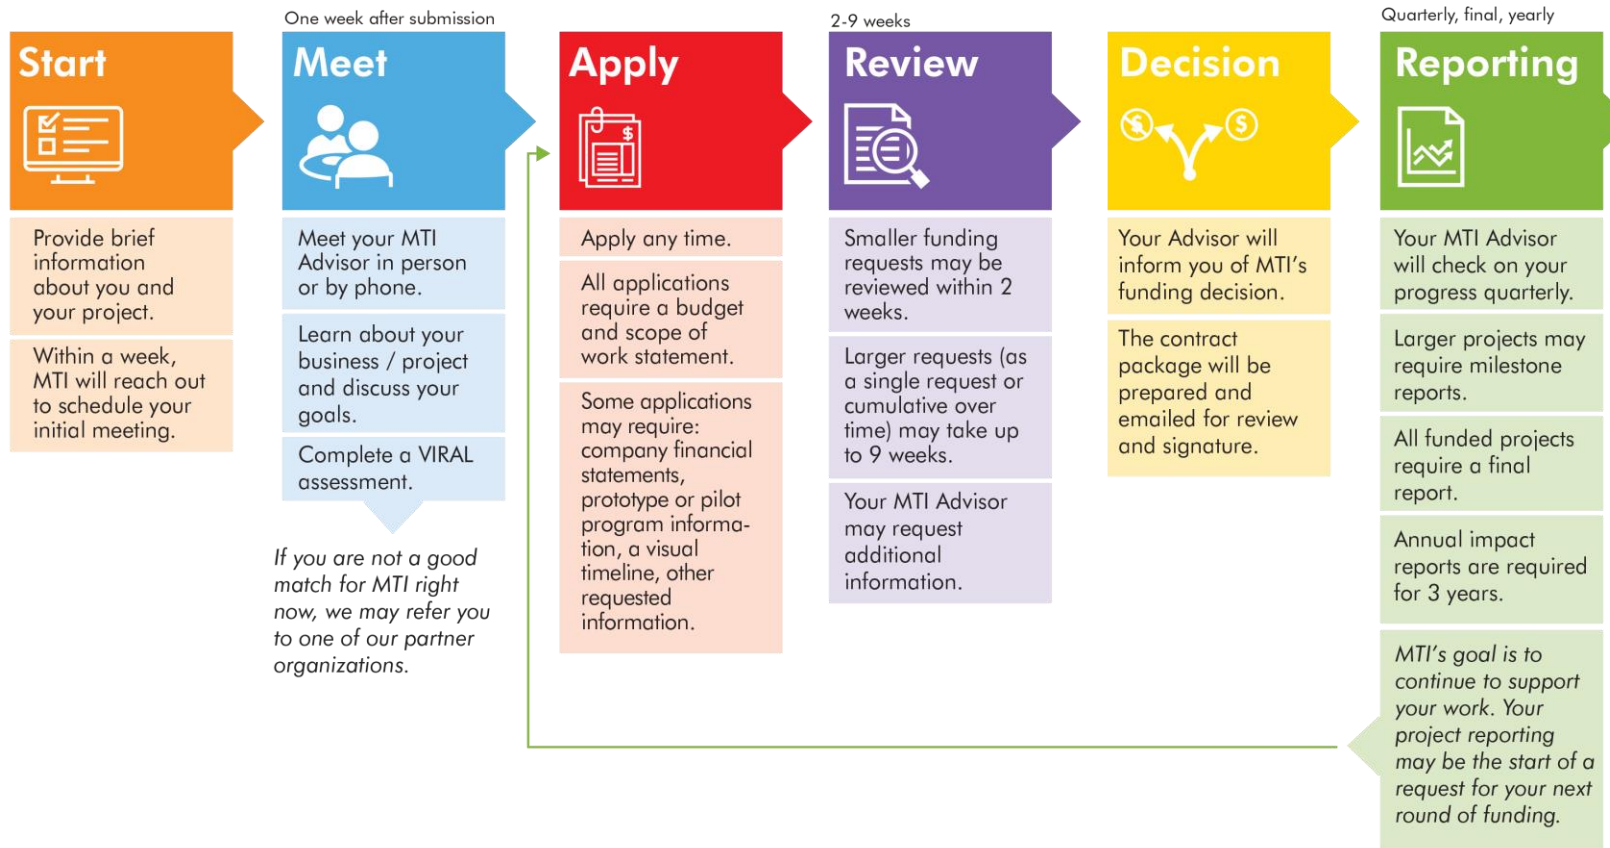 Start
Provide brief
information
about you and
your project.
Within a week,
MTI will reach out
to schedule your
initial meeting.
One week after submission
Meet
Meet your MTI
Advisor in person
or by phone.
Learn about your
business / project
and discuss your
goals.
Complete a VIRAL
assessment.
If you are not a good
match for MTI right
now, we may refer you
to one of our partner
organizations.
Apply
$
Apply any time.
All applications
require a budget
and scope of
work statement.
Some applications
may require:
company financial
statements,
prototype or pilot
program informa-
tion, a visual
timeline, other
requested
information.
2-9 weeks
Review
Smaller funding
requests may be
reviewed within 2
weeks.
Larger requests (as
a single request or
cumulative over
time) may take up
to 9 weeks.
Your MTI Advisor
may request
additional
information.
Decision
$ $
Your Advisor will
inform you of MTI's
funding decision.
The contract
package will be
prepared and
emailed for review
and signature.
Quarterly, final, yearly
Reporting
Your MTI Advisor
will check on your
progress quarterly.
Larger projects may
require milestone
reports.
All funded projects
require a final
report.
Annual impact
reports are required
for 3 years.
MTI's goal is to
continue to support
your work. Your
project reporting
may be the start of a
request for your next
round of funding.